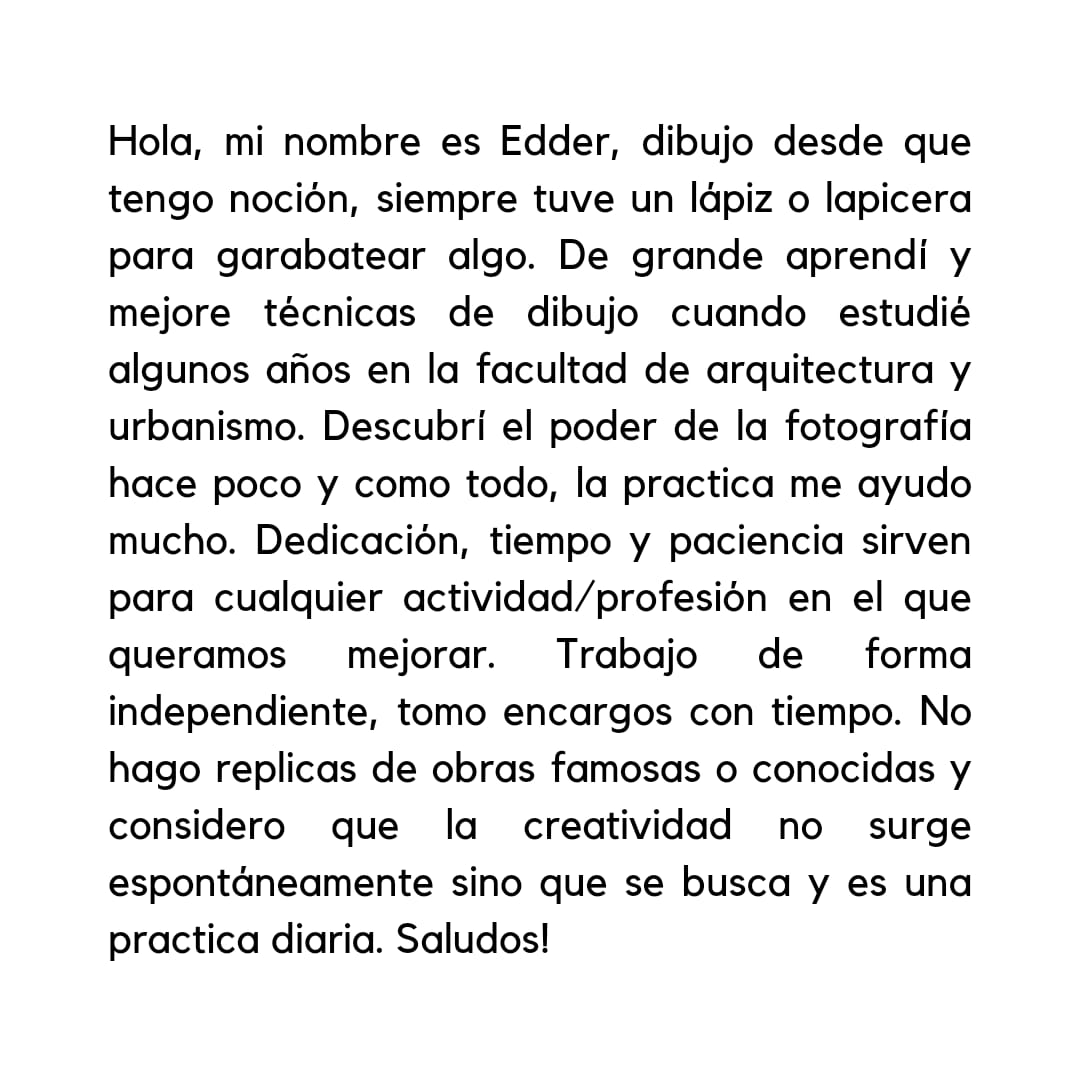 Hola, mi nombre es Edder, dibujo desde que
tengo noción, siempre tuve un lápiz o lapicera
para garabatear algo. De grande aprendí y
mejore técnicas de dibujo cuando estudié
algunos años en la facultad de arquitectura y
urbanismo. Descubrí el poder de la fotografía
hace poco y como todo, la practica me ayudo
mucho. Dedicación, tiempo y paciencia sirven
para cualquier actividad/profesión en el que
queramos mejorar. Trabajo de forma
independiente, tomo encargos con tiempo. No
hago replicas de obras famosas o conocidas y
considero que la creatividad no surge
espontáneamente sino que se busca y es una
practica diaria. Saludos!